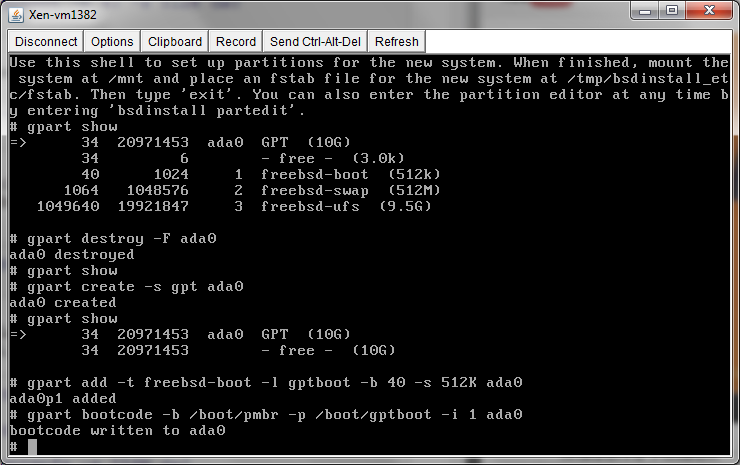 Xen-vm1382
Disconnect Options Clipboard Record Send Ctrl-Alt-Del Refresh
Use this shell to set up partitions for the new system. When finished, mount the
 system at /mnt and place an fstab file for the new system at /tmp/bsdinstall_et
c/fstab. Then type 'exit'. You can also enter the partition editor at any time b
y entering 'bsdinstall partedit'.
# gpart show
=>      34  20971453  ada0  GPT  (10G)
        34         6        - free -  (3.0k)
        40      1024     1  freebsd-boot  (512k)
      1064   1048576     2  freebsd-swap  (512M)
   1049640  19921847     3  freebsd-ufs  (9.5G)
# gpart destroy -F ada0
ada0 destroyed
# gpart show
# gpart create -s gpt ada0
ada0 created
# gpart show
=>      34  20971453  ada0  GPT  (10G)
        34  20971453        - free -  (10G)
# gpart add -t freebsd-boot -l gptboot -b 40 -s 512K ada0
ada0p1 added
# gpart bootcode -b /boot/pmbr -p /boot/gptboot -i 1 ada0
bootcode written to ada0
#